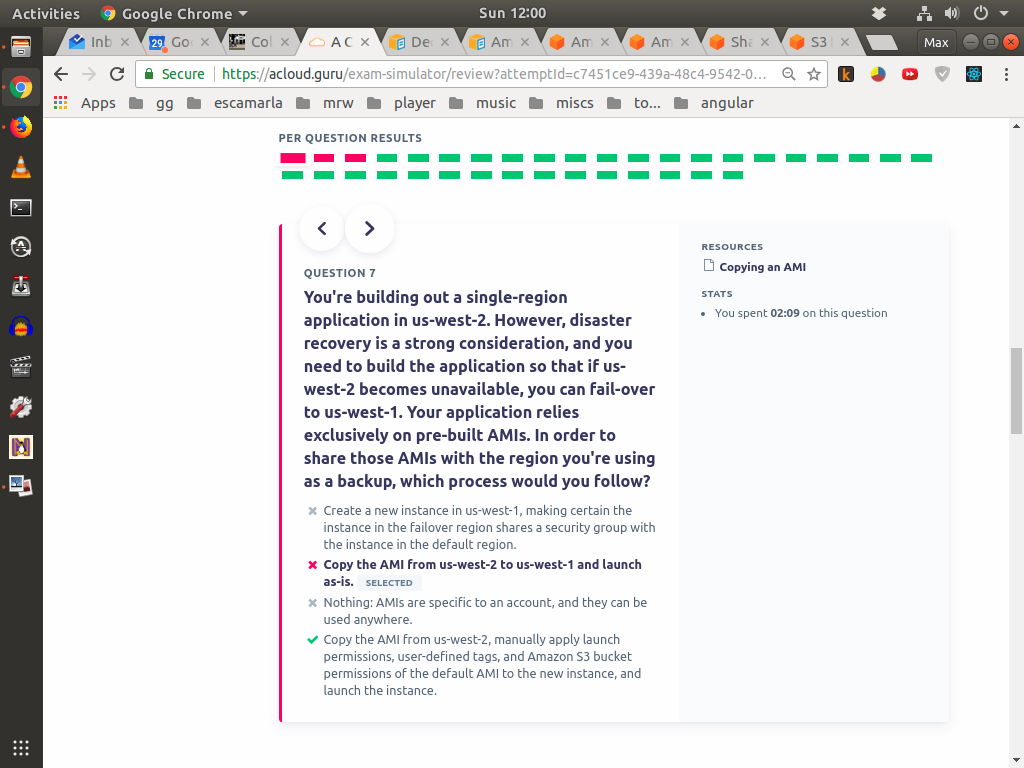 Activities Google Chrome Sun 12:00
Inb Goo Col A C De Am Am Am Sha S3 Max
Secure https://acloud.guru/exam-simulator/review?attemptId=c7451ce9-439a-48c4-9542-0...
Apps gg escamarla mrw player music miscs to... angular
PER QUESTION RESULTS
QUESTION 7
You're building out a single-region
application in us-west-2. However, disaster
recovery is a strong consideration, and you
need to build the application so that if us-
west-2 becomes unavailable, you can fail-over
to us-west-1. Your application relies
exclusively on pre-built AMIs. In order to
share those AMIs with the region you're using
as a backup, which process would you follow?
Create a new instance in us-west-1, making certain the
instance in the failover region shares a security group with
the instance in the default region.
Copy the AMI from us-west-2 to us-west-1 and launch
as-is. SELECTED
Nothing: AMIs are specific to an account, and they can be
used anywhere.
Copy the AMI from us-west-2, manually apply launch
permissions, user-defined tags, and Amazon S3 bucket
permissions of the default AMI to the new instance, and
launch the instance.
RESOURCES
Copying an AMI
STATS
You spent 02:09 on this question